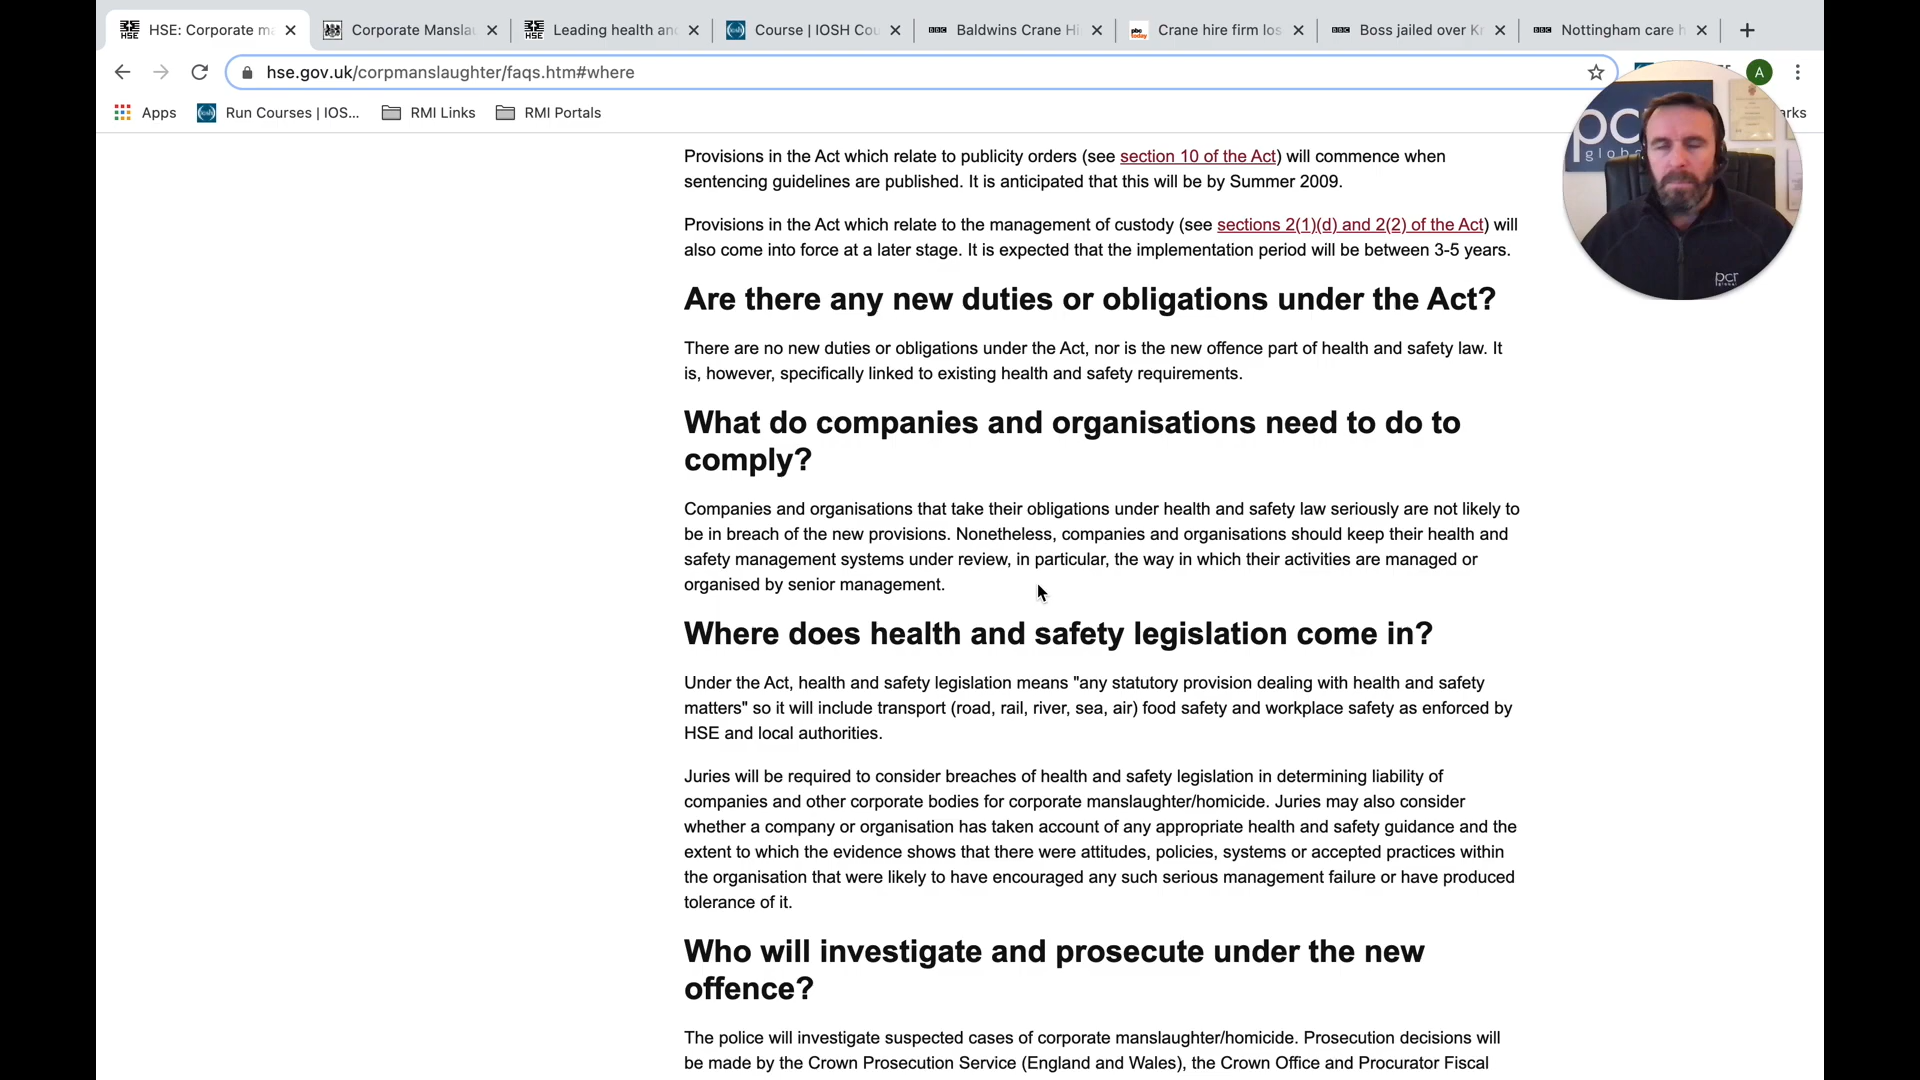 HSE: Corporate ma
Corporate Manslau
Leading health and
Course | IOSH Cou
BBC Baldwins Crane Hi
pbc today Crane hire firm los
BBC Boss jailed over Kr
BBC Nottingham care h
hse.gov.uk/corpmanslaughter/faqs.htm#where
A
Apps
Run Courses | IOS...
RMI Links
RMI Portals
arks
Provisions in the Act which relate to publicity orders (see section 10 of the Act) will commence when
sentencing guidelines are published. It is anticipated that this will be by Summer 2009.
Provisions in the Act which relate to the management of custody (see sections 2(1)(d) and 2(2) of the Act) will
also come into force at a later stage. It is expected that the implementation period will be between 3-5 years.
Are there any new duties or obligations under the Act?
There are no new duties or obligations under the Act, nor is the new offence part of health and safety law. It
is, however, specifically linked to existing health and safety requirements.
What do companies and organisations need to do to
comply?
Companies and organisations that take their obligations under health and safety law seriously are not likely to
be in breach of the new provisions. Nonetheless, companies and organisations should keep their health and
safety management systems under review, in particular, the way in which their activities are managed or
organised by senior management.
Where does health and safety legislation come in?
Under the Act, health and safety legislation means "any statutory provision dealing with health and safety
matters" so it will include transport (road, rail, river, sea, air) food safety and workplace safety as enforced by
HSE and local authorities.
Juries will be required to consider breaches of health and safety legislation in determining liability of
companies and other corporate bodies for corporate manslaughter/homicide. Juries may also consider
whether a company or organisation has taken account of any appropriate health and safety guidance and the
extent to which the evidence shows that there were attitudes, policies, systems or accepted practices within
the organisation that were likely to have encouraged any such serious management failure or have produced
tolerance of it.
Who will investigate and prosecute under the new
offence?
The police will investigate suspected cases of corporate manslaughter/homicide. Prosecution decisions will
be made by the Crown Prosecution Service (England and Wales), the Crown Office and Procurator Fiscal
pcr
global